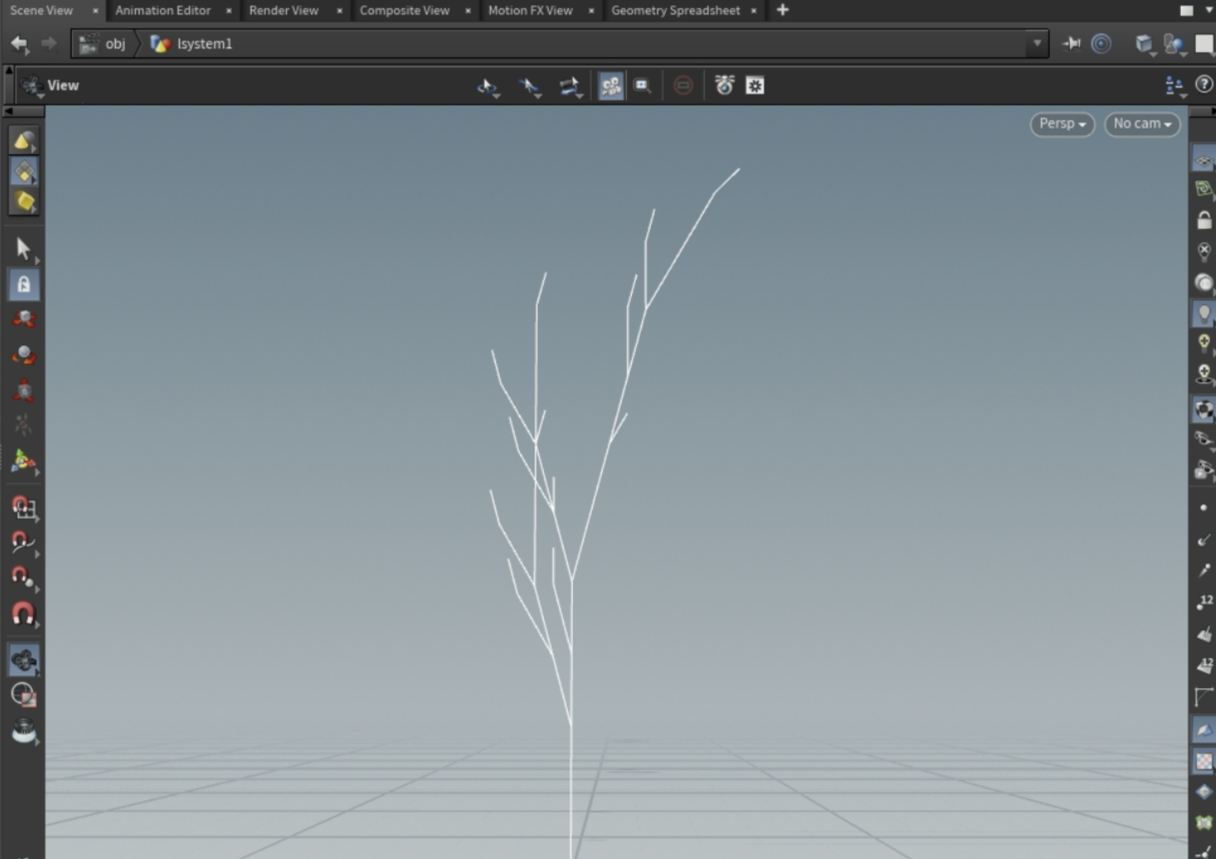 Scene View × Animation Editor × Render View × Composite View × Motion FX View × Geometry Spreadsheet × +
obj lsystem1
View
Persp No cam
12
12